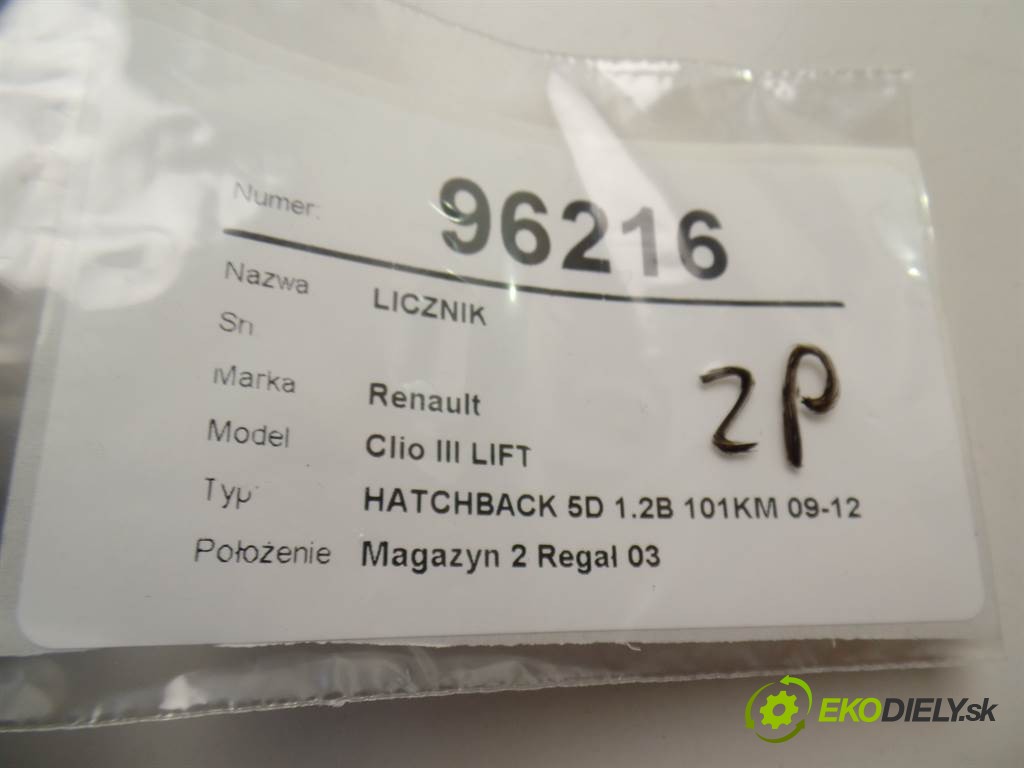 Numer: 96216
Nazwa LICZNIK
Sn
Marka Renault
Model Clio III LIFT
Typ HATCHBACK 5D 1.2B 101KM 09-12
Położenie Magazyn 2 Regał 03
ZP
EKODIELY.sk